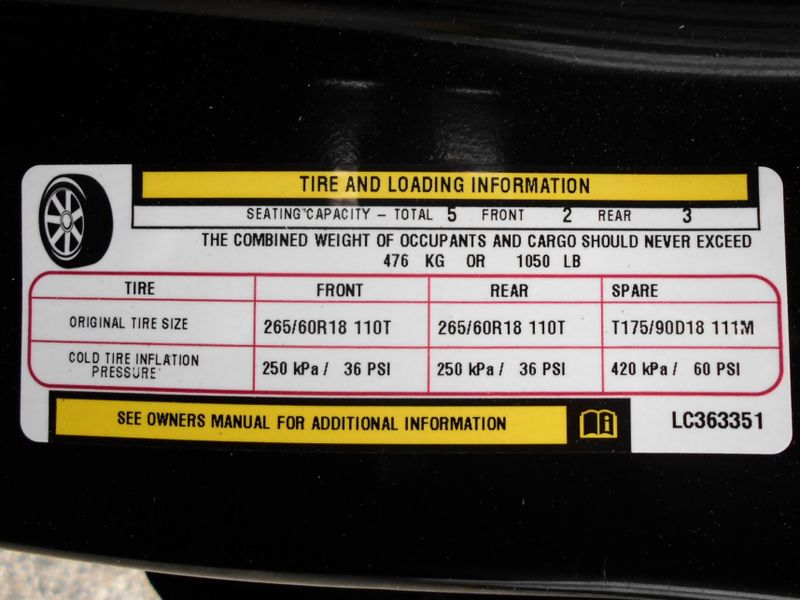 TIRE AND LOADING INFORMATION
SEATING CAPACITY – TOTAL 5 FRONT 2 REAR 3
THE COMBINED WEIGHT OF OCCUPANTS AND CARGO SHOULD NEVER EXCEED
476 KG OR 1050 LB
TIRE FRONT REAR SPARE
ORIGINAL TIRE SIZE 265/60R18 110T 265/60R18 110T T175/90D18 111M
COLD TIRE INFLATION
PRESSURE 250 kPa / 36 PSI 250 kPa / 36 PSI 420 kPa / 60 PSI
SEE OWNERS MANUAL FOR ADDITIONAL INFORMATION i LC363351